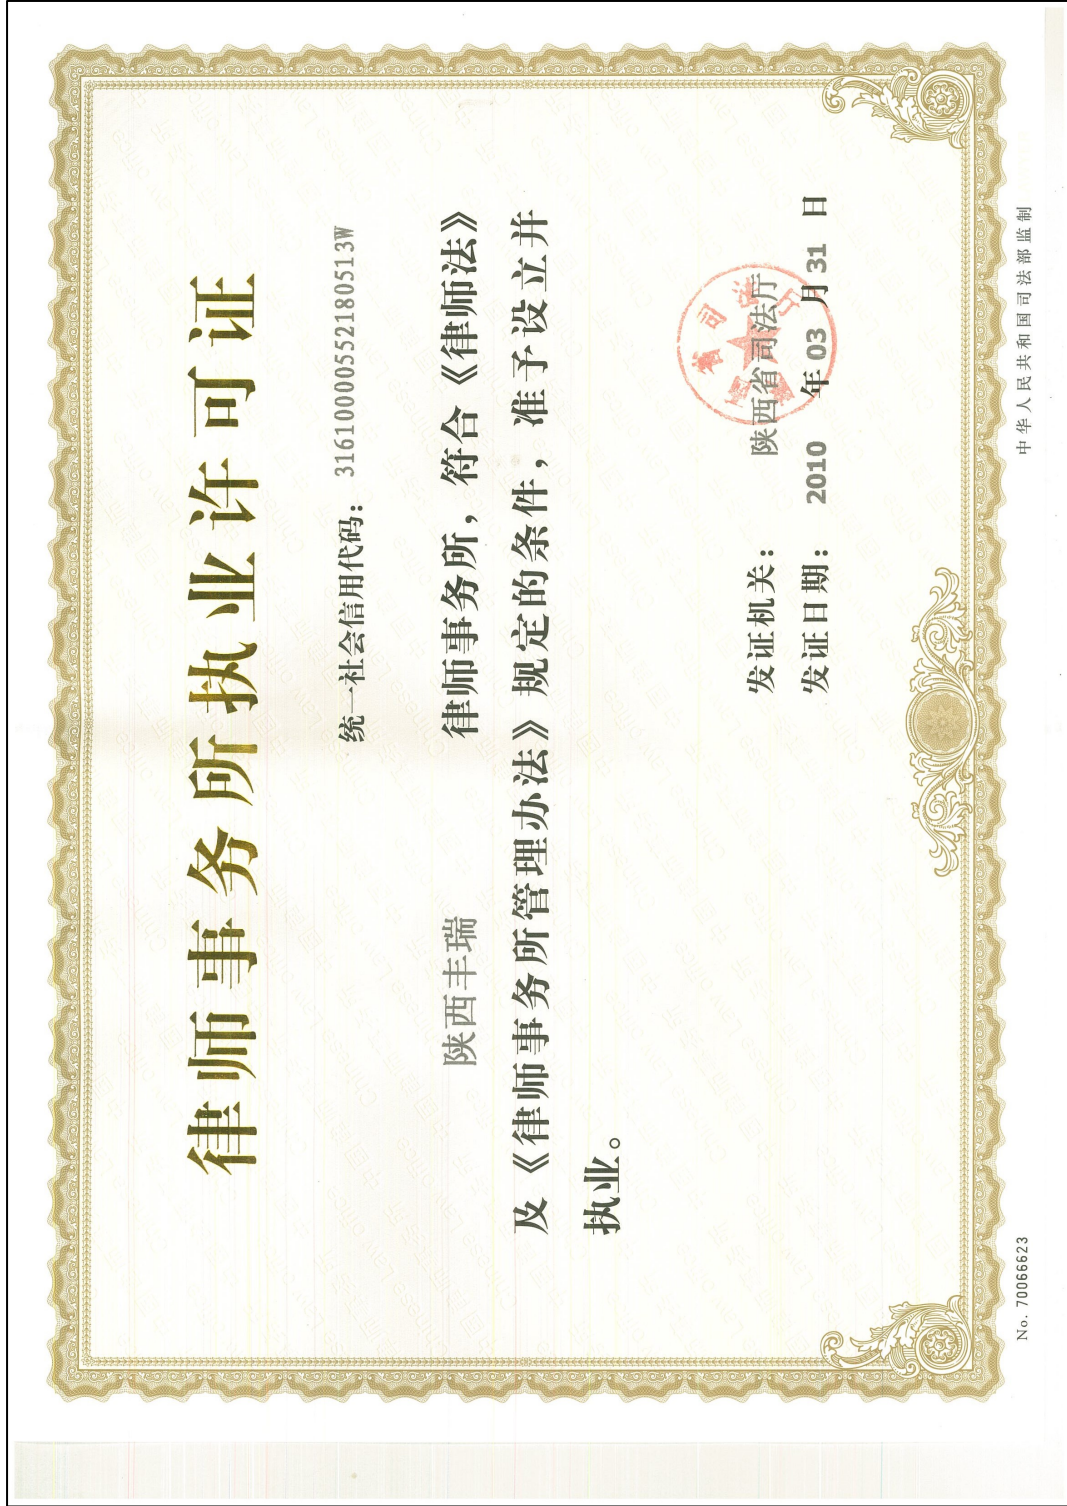 律师事务所执业许可证
统一社会信用代码: 31610000552180513W
陕西丰瑞 律师事务所, 符合《律师法》
及《律师事务所管理办法》规定的条件, 准予设立并
执业。
发证机关: 陕西省司法厅
发证日期: 2010 年 03 月 31 日
No. 70066623
中华人民共和国司法部监制